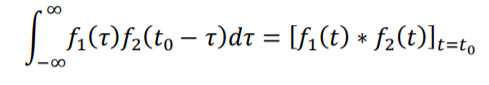 ∫_{−∞}^{∞} f₁(τ)f₂(t₀ − τ)dτ = [f₁(t) ∗ f₂(t)]_{t=t₀}